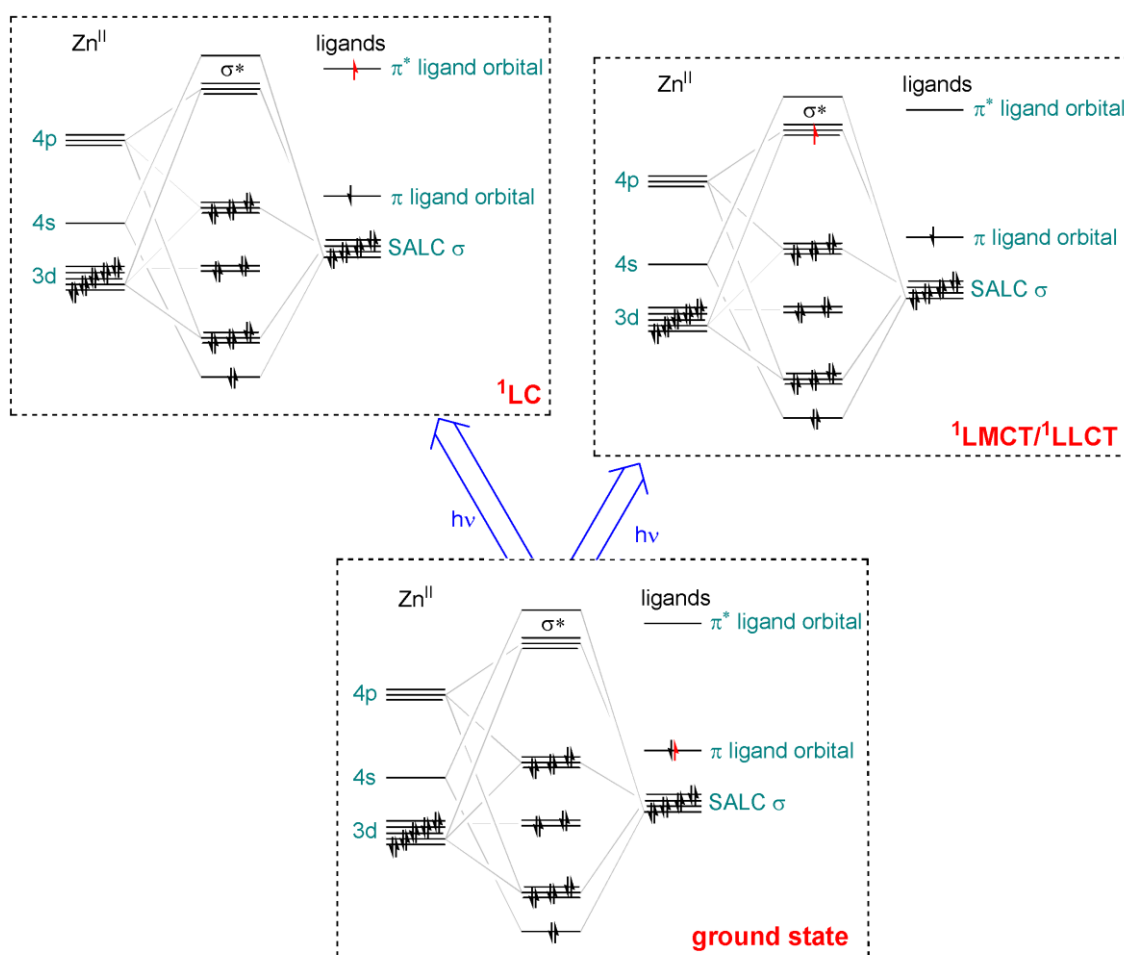 Zn^II
ligands
σ*
π* ligand orbital
4p
π ligand orbital
4s
SALC σ
3d
¹LC
Zn^II
ligands
π* ligand orbital
σ*
4p
π ligand orbital
4s
SALC σ
3d
¹LMCT/¹LLCT
hν
hν
Zn^II
ligands
σ*
π* ligand orbital
4p
π ligand orbital
4s
SALC σ
3d
ground state